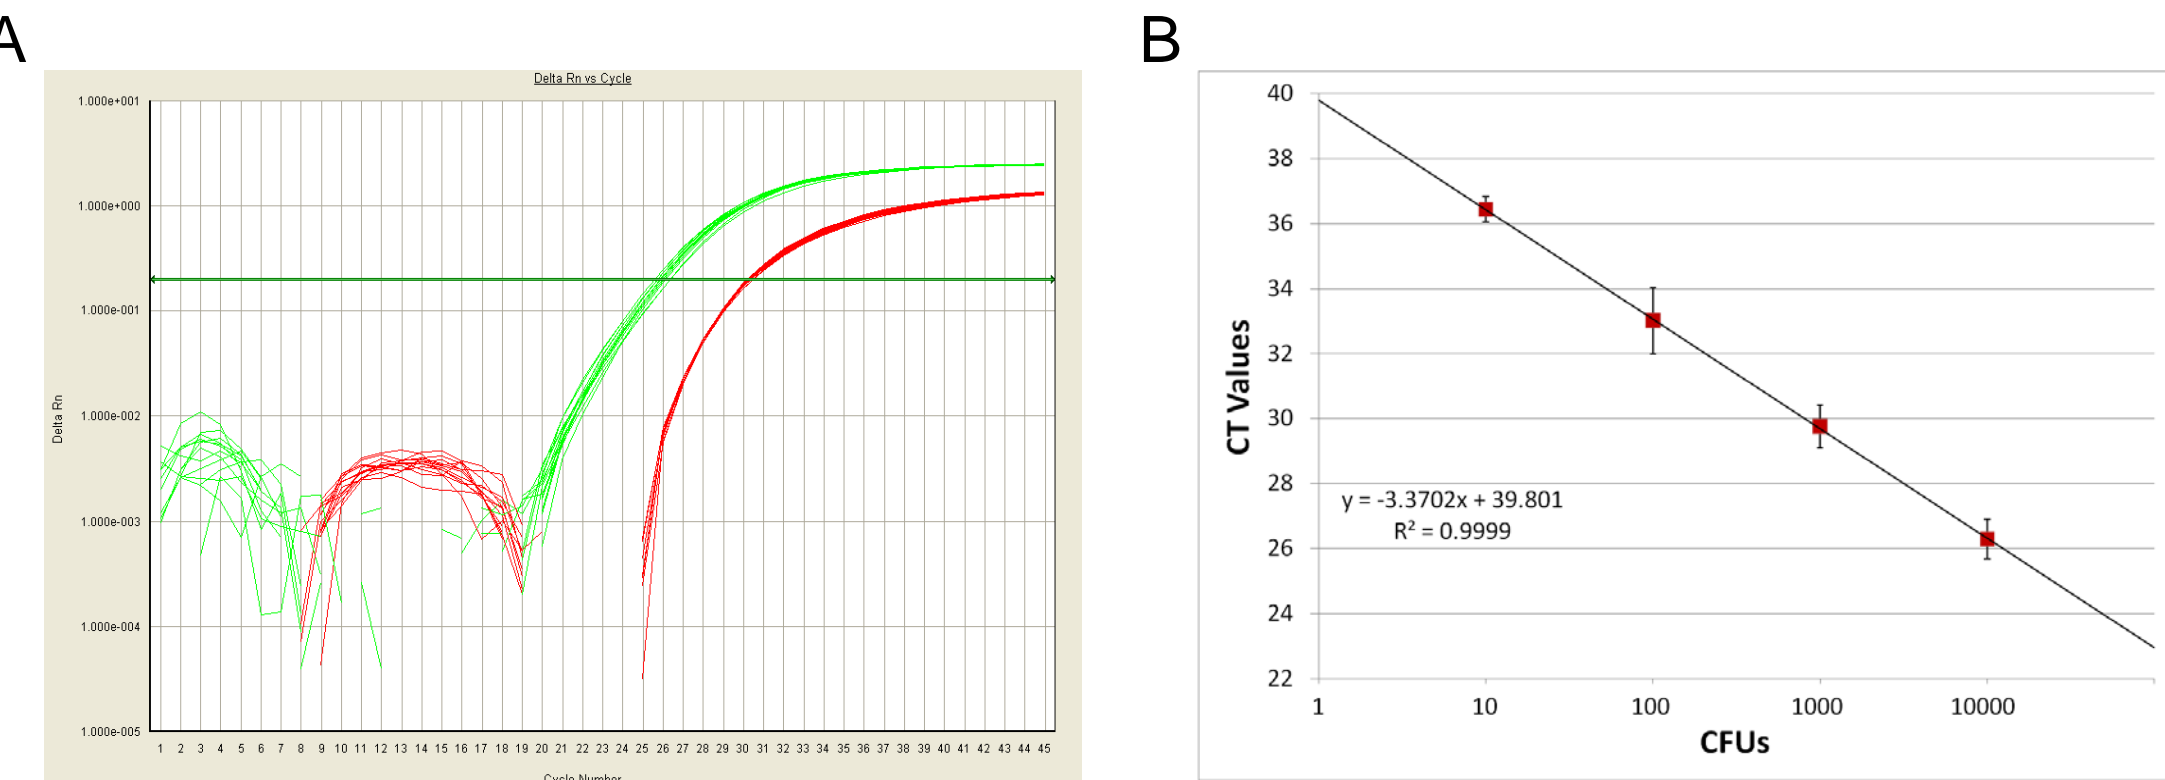 A
B
Delta Rn vs Cycle
1.000e+001
1.000e+000
1.000e-001
1.000e-002
1.000e-003
1.000e-004
1.000e-005
Delta Rn
1 2 3 4 5 6 7 8 9 10 11 12 13 14 15 16 17 18 19 20 21 22 23 24 25 26 27 28 29 30 31 32 33 34 35 36 37 38 39 40 41 42 43 44 45
Cycle Number
40
38
36
34
32
30
28
26
24
22
CT Values
y = -3.3702x + 39.801
R² = 0.9999
1 10 100 1000 10000
CFUs